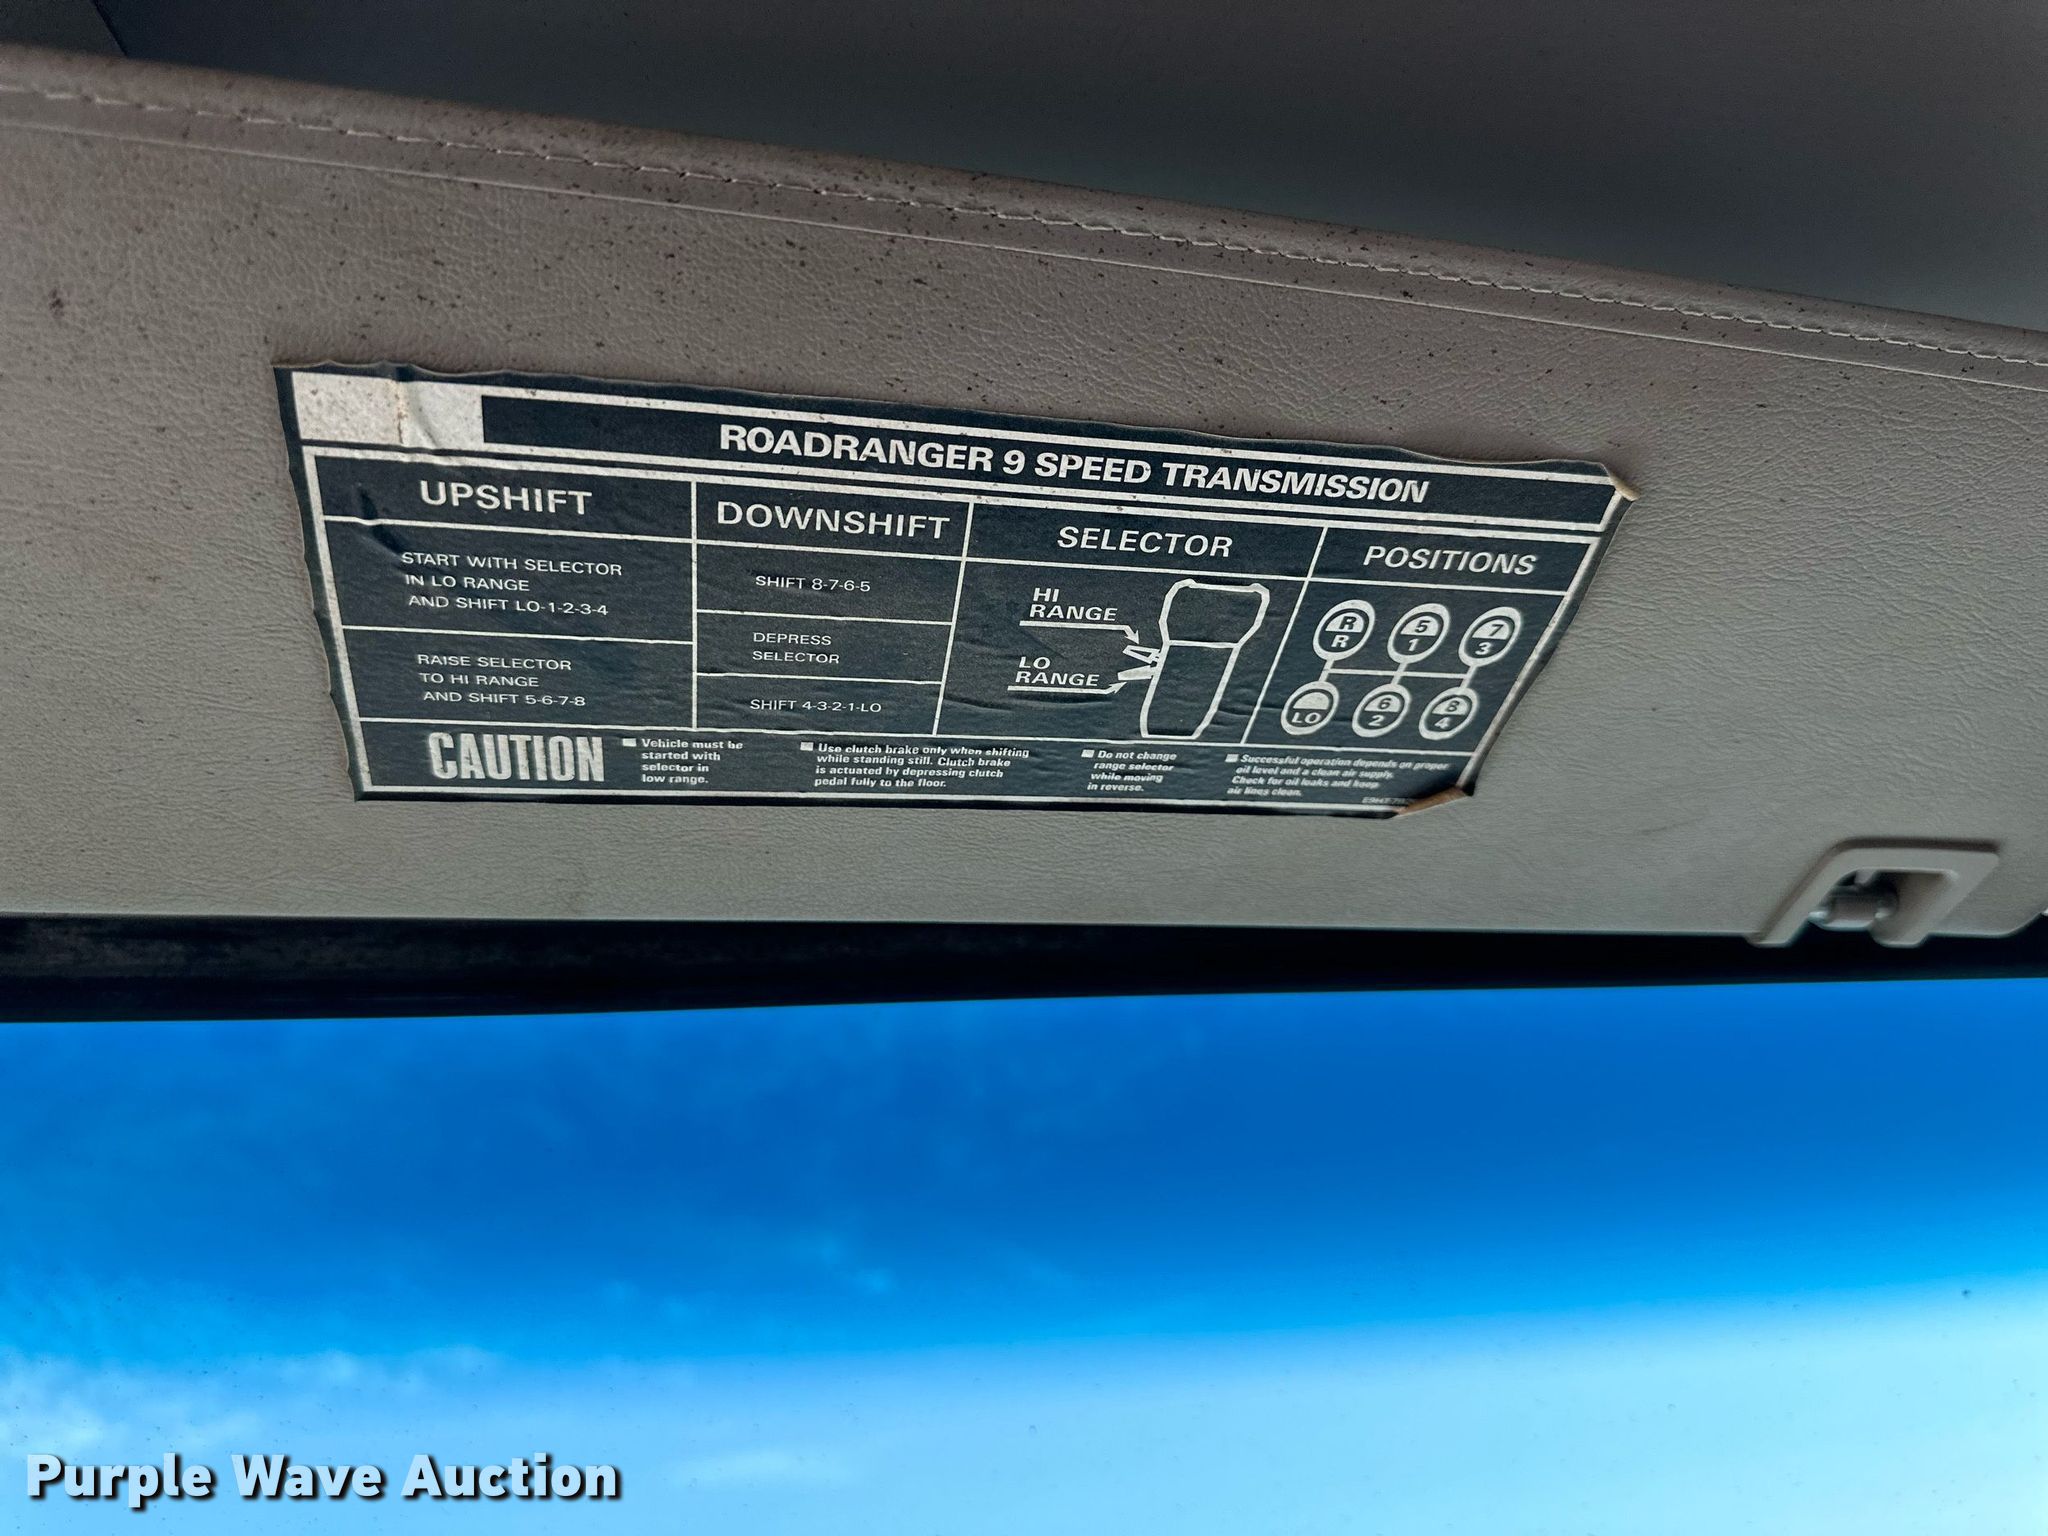 ROADRANGER 9 SPEED TRANSMISSION
UPSHIFT
START WITH SELECTOR
IN LO RANGE
AND SHIFT LO-1-2-3-4
RAISE SELECTOR
TO HI RANGE
AND SHIFT 5-6-7-8
DOWNSHIFT
SHIFT 8-7-6-5
DEPRESS
SELECTOR
SHIFT 4-3-2-1-LO
SELECTOR
HI
RANGE
LO
RANGE
POSITIONS
R 5 7
R 1 3
LO 6 8
2 4
CAUTION
Vehicle must be
started with
selector in
low range.
Use clutch brake only when shifting
while standing still. Clutch brake
is actuated by depressing clutch
pedal fully to the floor.
Do not change
range selector
while moving
in reverse.
Successful operation depends on proper
oil level and a clean air supply.
Check for oil leaks and keep
air lines clean.
Purple Wave Auction